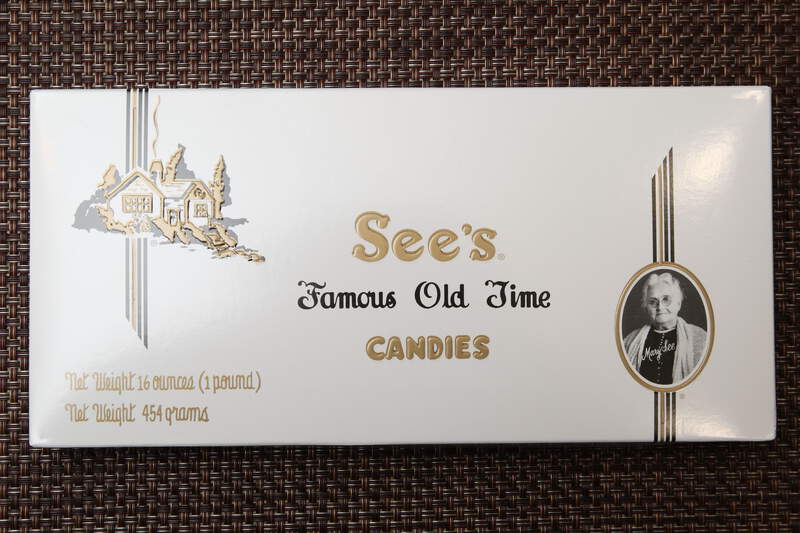 See's®
Famous Old Time
CANDIES
Mary See
Net Weight 16 ounces (1 pound)
Net Weight 454 grams